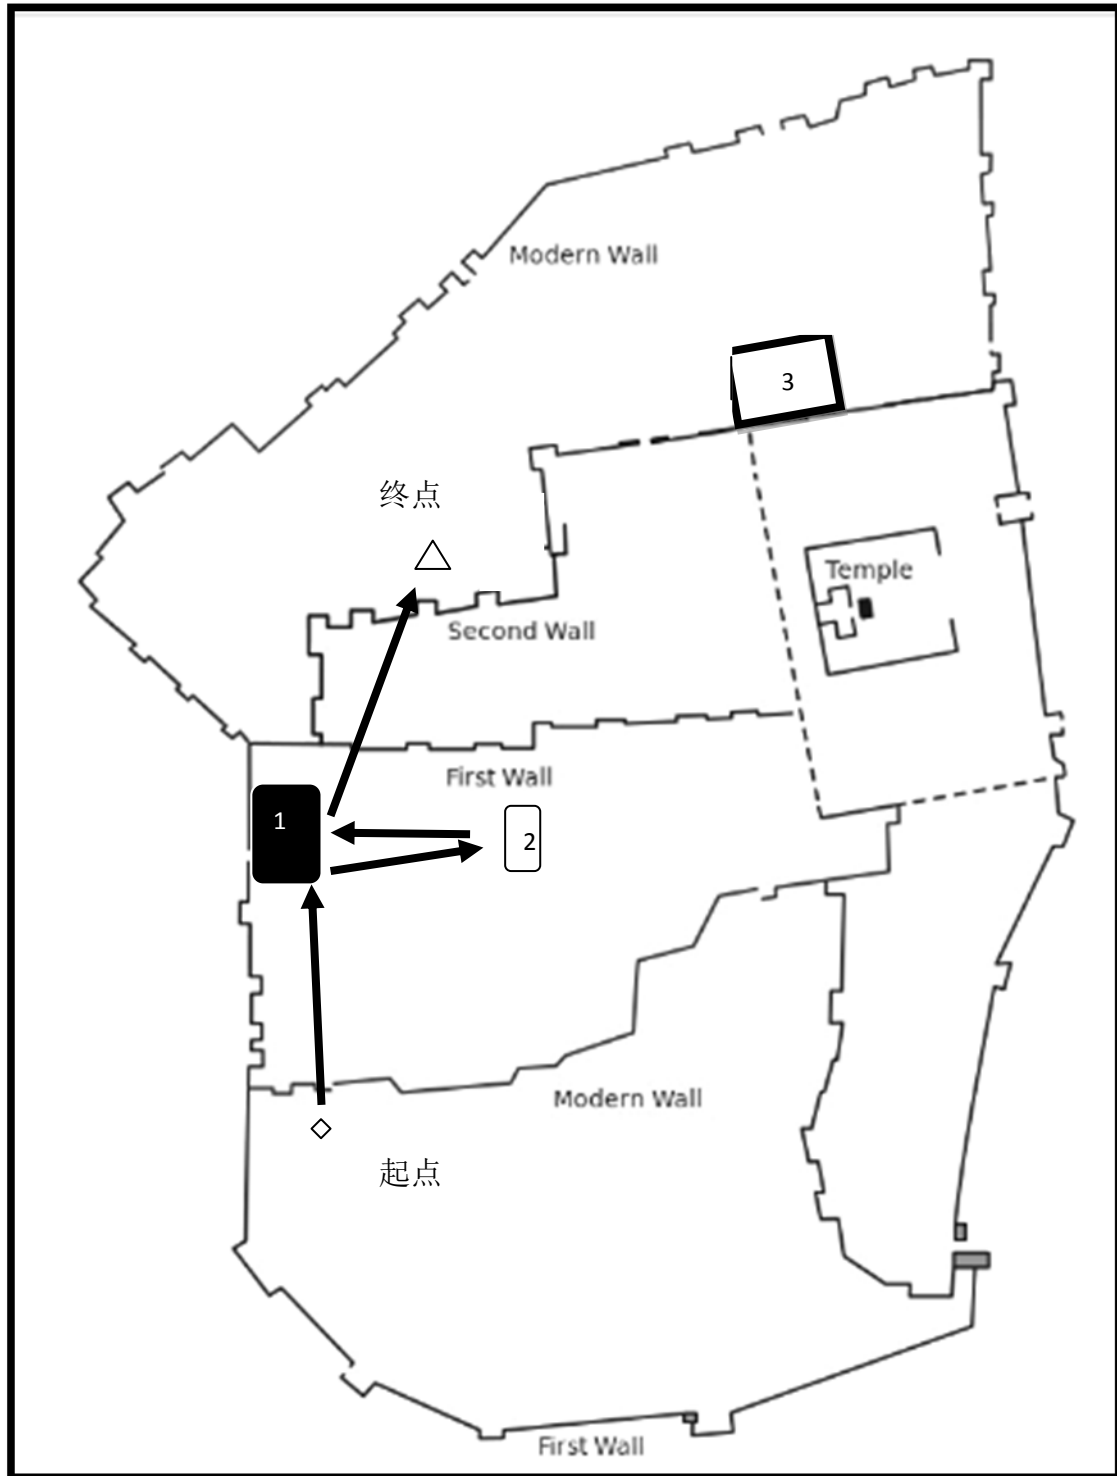 Modern Wall
3
终点
Temple
Second Wall
First Wall
1
2
Modern Wall
起点
First Wall